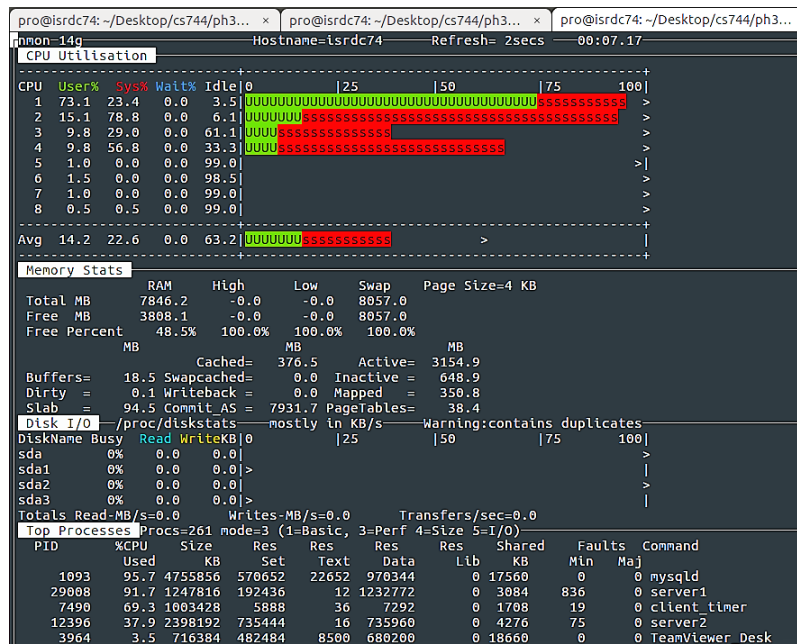 pro@isrdc74: ~/Desktop/cs744/ph3... × pro@isrdc74: ~/Desktop/cs744/ph3... × pro@isrdc74: ~/Desktop/cs744/ph3...
nmon-14g Hostname=isrdc74 Refresh= 2secs 00:07.17
CPU Utilisation
CPU User% Sys% Wait% Idle|0 |25 |50 |75 100|
1 73.1 23.4 0.0 3.5|UUUUUUUUUUUUUUUUUUUUUUUUUUUUUUUUUUUUsssssssssss >
2 15.1 78.8 0.0 6.1|UUUUUUUsssssssssssssssssssssssssssssssssssssss >
3 9.8 29.0 0.0 61.1|UUUUssssssssssssss >
4 9.8 56.8 0.0 33.3|UUUUssssssssssssssssssssssssssss >
5 1.0 0.0 0.0 99.0| >|
6 1.5 0.0 0.0 98.5| >
7 1.0 0.0 0.0 99.0| >
8 0.5 0.5 0.0 99.0| >
Avg 14.2 22.6 0.0 63.2|UUUUUUUsssssssssss > |
Memory Stats
RAM High Low Swap Page Size=4 KB
Total MB 7846.2 -0.0 -0.0 8057.0
Free MB 3808.1 -0.0 -0.0 8057.0
Free Percent 48.5% 100.0% 100.0% 100.0%
MB MB MB
Cached= 376.5 Active= 3154.9
Buffers= 18.5 Swapcached= 0.0 Inactive = 648.9
Dirty = 0.1 Writeback = 0.0 Mapped = 350.8
Slab = 94.5 Commit_AS = 7931.7 PageTables= 38.4
Disk I/O /proc/diskstats mostly in KB/s Warning:contains duplicates
DiskName Busy Read WriteKB|0 |25 |50 |75 100|
sda 0% 0.0 0.0| >
sda1 0% 0.0 0.0|> |
sda2 0% 0.0 0.0| >
sda3 0% 0.0 0.0|> |
Totals Read-MB/s=0.0 Writes-MB/s=0.0 Transfers/sec=0.0
Top Processes Procs=261 mode=3 (1=Basic, 3=Perf 4=Size 5=I/O)
PID %CPU Size Res Res Res Res Shared Faults Command
Used KB Set Text Data Lib KB Min Maj
1093 95.7 4755856 570652 22652 970344 0 17560 0 0 mysqld
29008 91.7 1247816 192436 12 1232772 0 3084 836 0 server1
7490 69.3 1003428 5888 36 7292 0 1708 19 0 client_timer
12396 37.9 2398192 735444 16 735960 0 4276 75 0 server2
3964 3.5 716384 482484 8500 680200 0 18660 0 0 TeamViewer_Desk